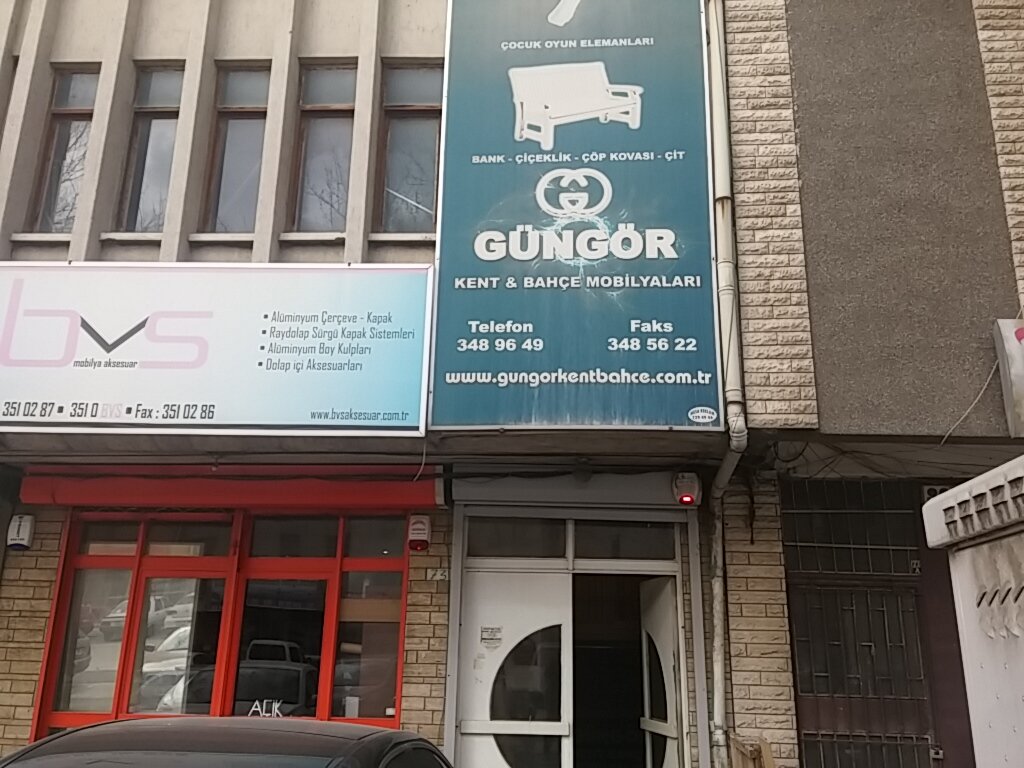 ÇOCUK OYUN ELEMANLARI
BANK - ÇİÇEKLİK - ÇÖP KOVASI - ÇİT
GÜNGÖR
KENT & BAHÇE MOBİLYALARI
Telefon
348 96 49
Faks
348 56 22
www.gungorkentbahce.com.tr
bvs
mobilya aksesuar
• Alüminyum Çerçeve - Kapak
• Raydolap Sürgü Kapak Sistemleri
• Alüminyum Boy Kulpları
• Dolap içi Aksesuarları
351 02 87 • 351 0 BVS • Fax : 351 02 86
www.bvsaksesuar.com.tr
AÇIK